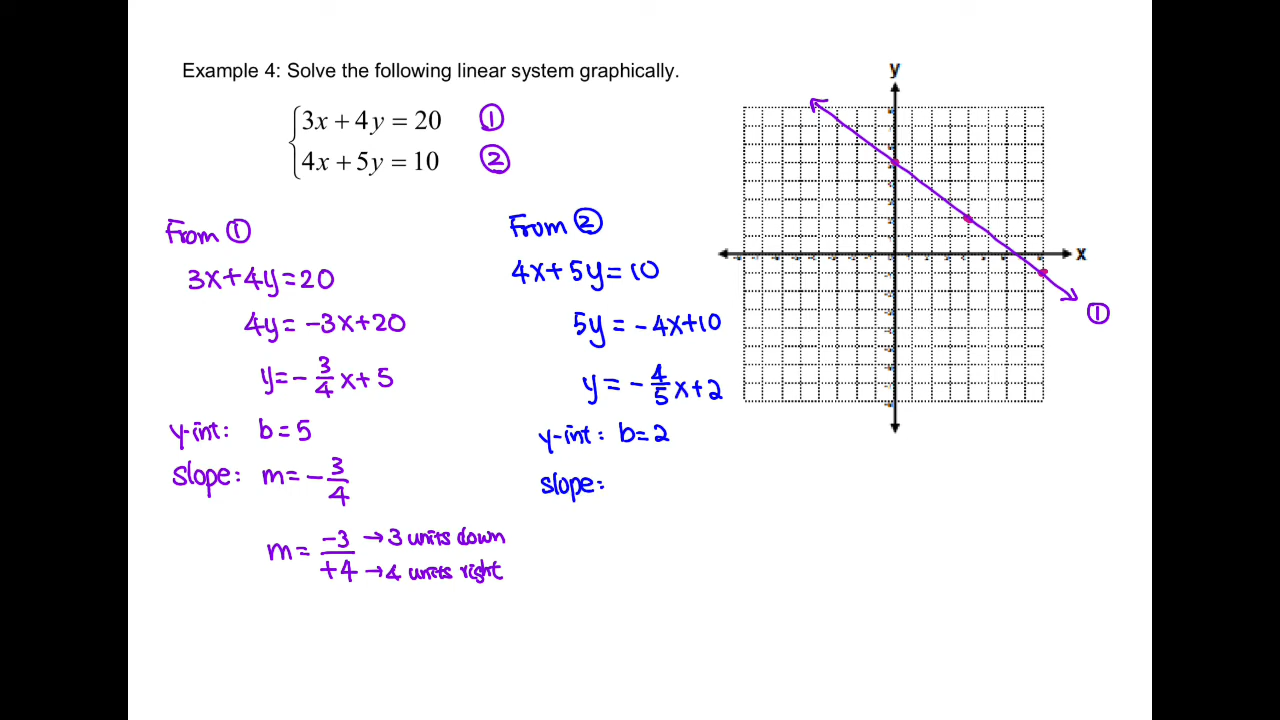 Example 4: Solve the following linear system graphically.
3x + 4y = 20 ①
4x + 5y = 10 ②
From ①
3x+4y=20
4y = -3x+20
y = -3/4 x + 5
y-int: b = 5
slope: m = -3/4
m = -3/+4 → 3 units down
→ 4 units right
From ②
4x+5y=10
5y = -4x+10
y = -4/5 x + 2
y-int: b=2
slope:
y
x
①